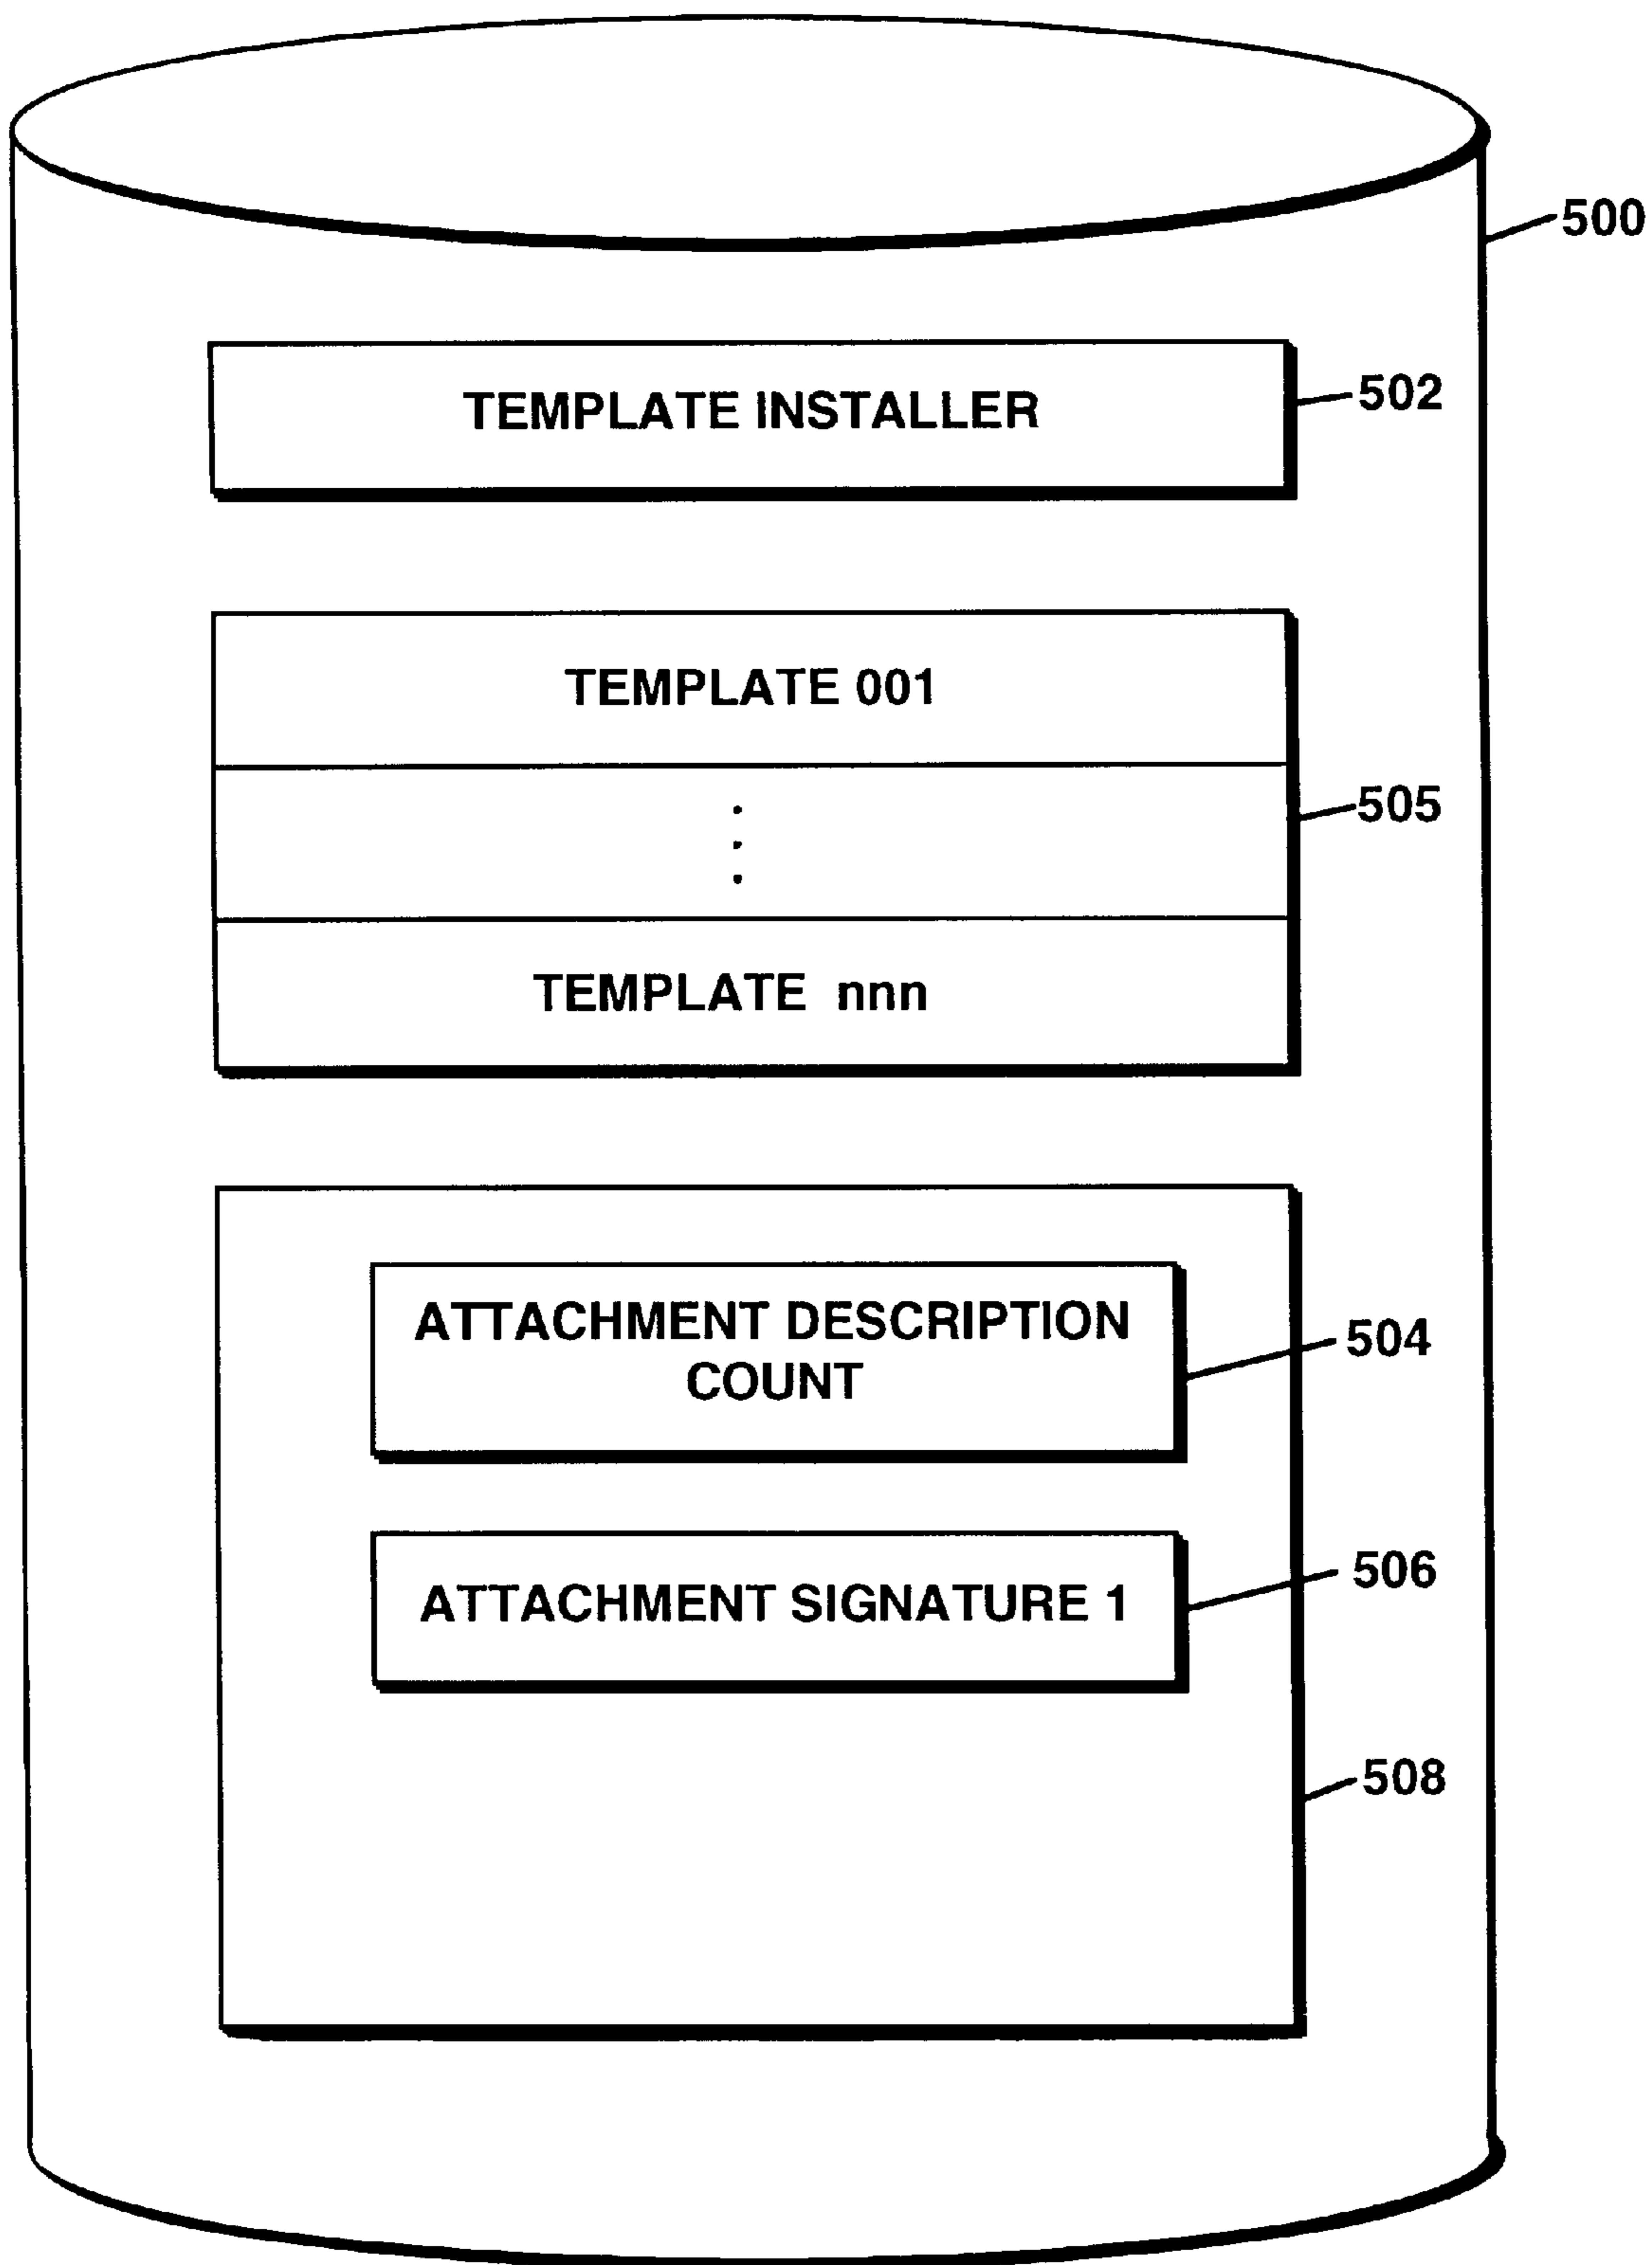 500
TEMPLATE INSTALLER
502
TEMPLATE 001
505
TEMPLATE nnn
ATTACHMENT DESCRIPTION
COUNT
504
ATTACHMENT SIGNATURE 1
506
508